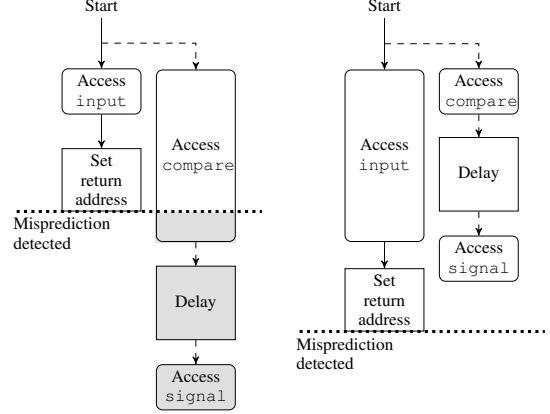 Start
Access
input
Set
return
address
Access
compare
Misprediction
detected
Delay
Access
signal
Start
Access
input
Set
return
address
Access
compare
Delay
Access
signal
Misprediction
detected